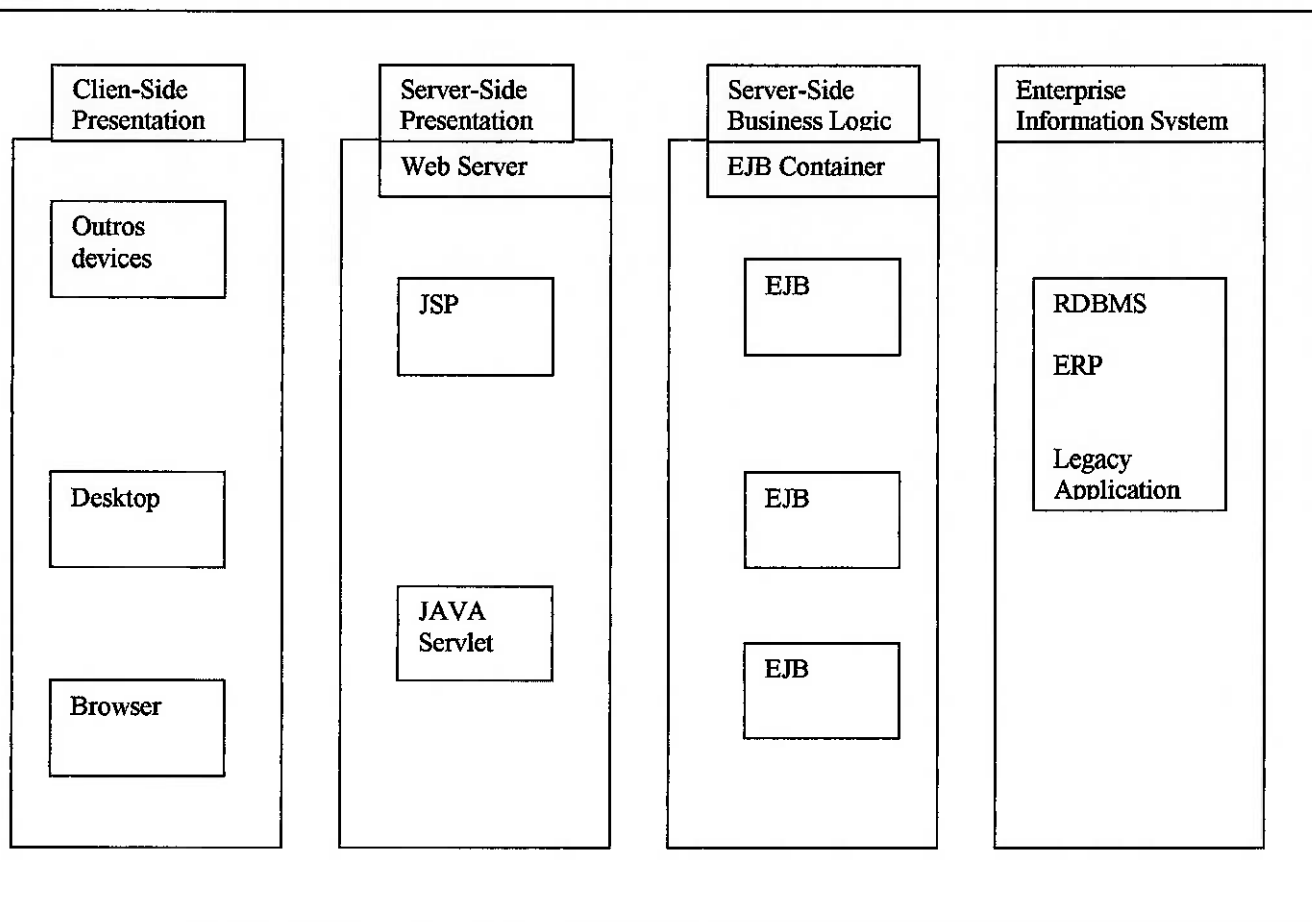 Clien-Side
Presentation
Outros
devices
Desktop
Browser
Server-Side
Presentation
Web Server
JSP
JAVA
Servlet
Server-Side
Business Logic
EJB Container
EJB
EJB
EJB
Enterprise
Information System
RDBMS
ERP
Legacy
Application